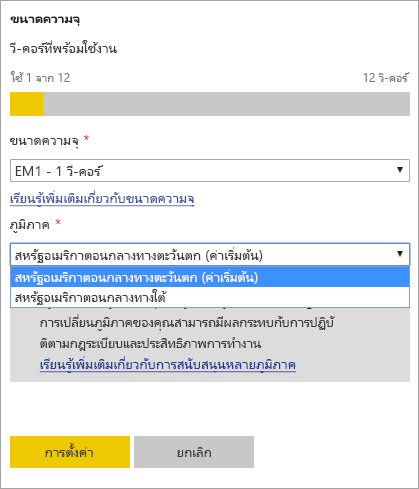 ขนาดความจุ
วี-คอร์ที่พร้อมใช้งาน
ใช้ 1 จาก 12 12 วี-คอร์
ขนาดความจุ *
EM1 - 1 วี-คอร์
เรียนรู้เพิ่มเติมเกี่ยวกับขนาดความจุ
ภูมิภาค *
สหรัฐอเมริกาตอนกลางทางตะวันตก (ค่าเริ่มต้น)
สหรัฐอเมริกาตอนกลางทางตะวันตก (ค่าเริ่มต้น)
สหรัฐอเมริกาตอนกลางทางใต้
การเปลี่ยนภูมิภาคของคุณสามารถมีผลกระทบกับการปฏิบั
ติตามกฎระเบียบและประสิทธิภาพการทำงาน
เรียนรู้เพิ่มเติมเกี่ยวกับการสนับสนุนหลายภูมิภาค
การตั้งค่า ยกเลิก